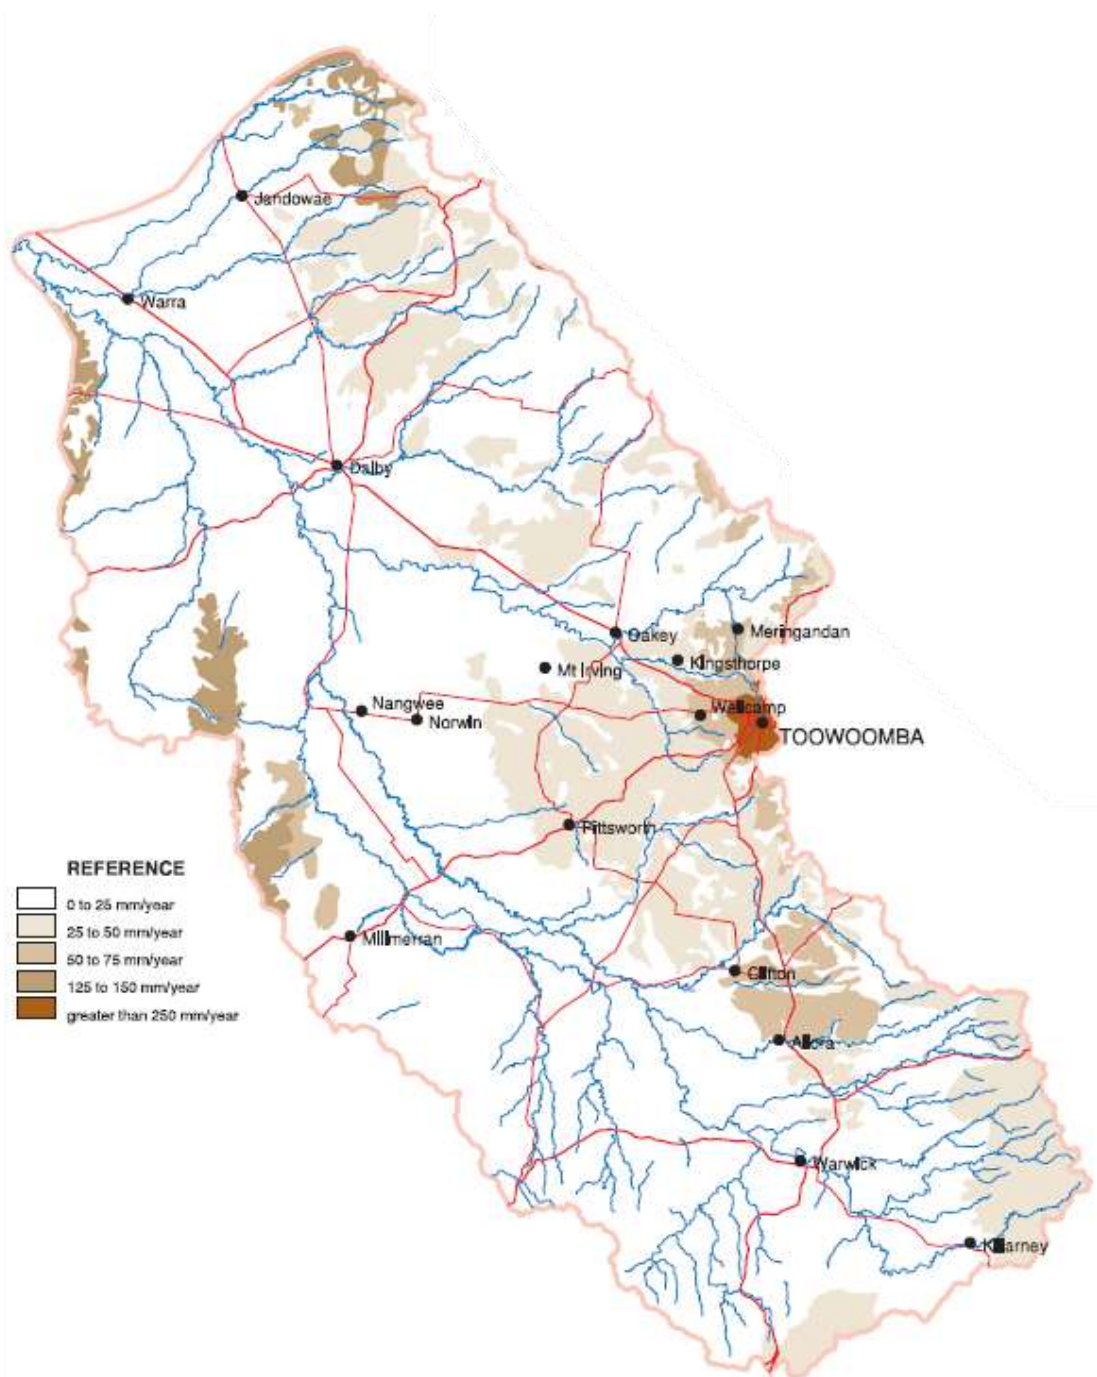 Jandowae
Warra
Dalby
Oakey
Meringandan
Kingsthorpe
Mt Irving
Nangwee
Norwin
Wellcamp
TOOWOOMBA
Pittsworth
REFERENCE
0 to 25 mm/year
25 to 50 mm/year
50 to 75 mm/year
125 to 150 mm/year
greater than 250 mm/year
Millmerran
Clifton
Allora
Warwick
Killarney